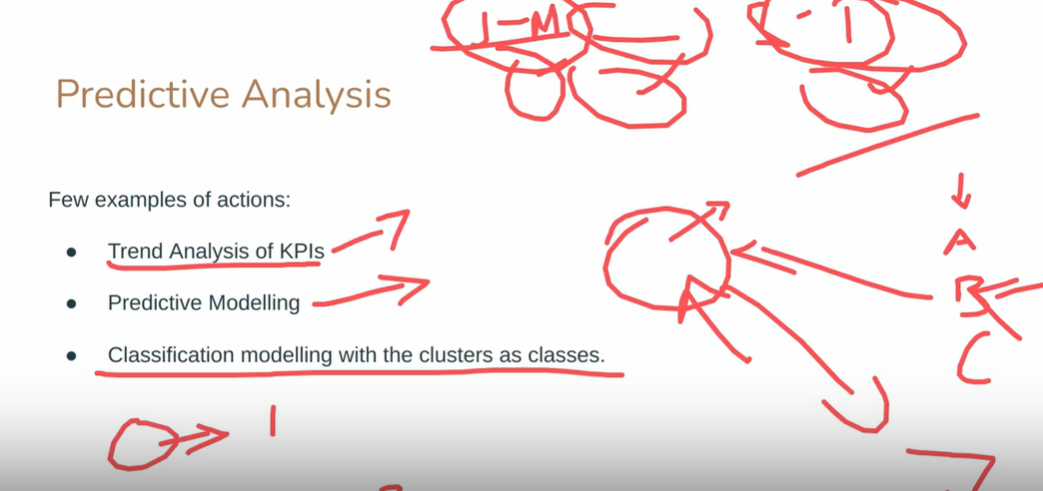 J-M
- 1
Predictive Analysis
Few examples of actions:
Trend Analysis of KPIs
Predictive Modelling
Classification modelling with the clusters as classes.
A
B
C
1